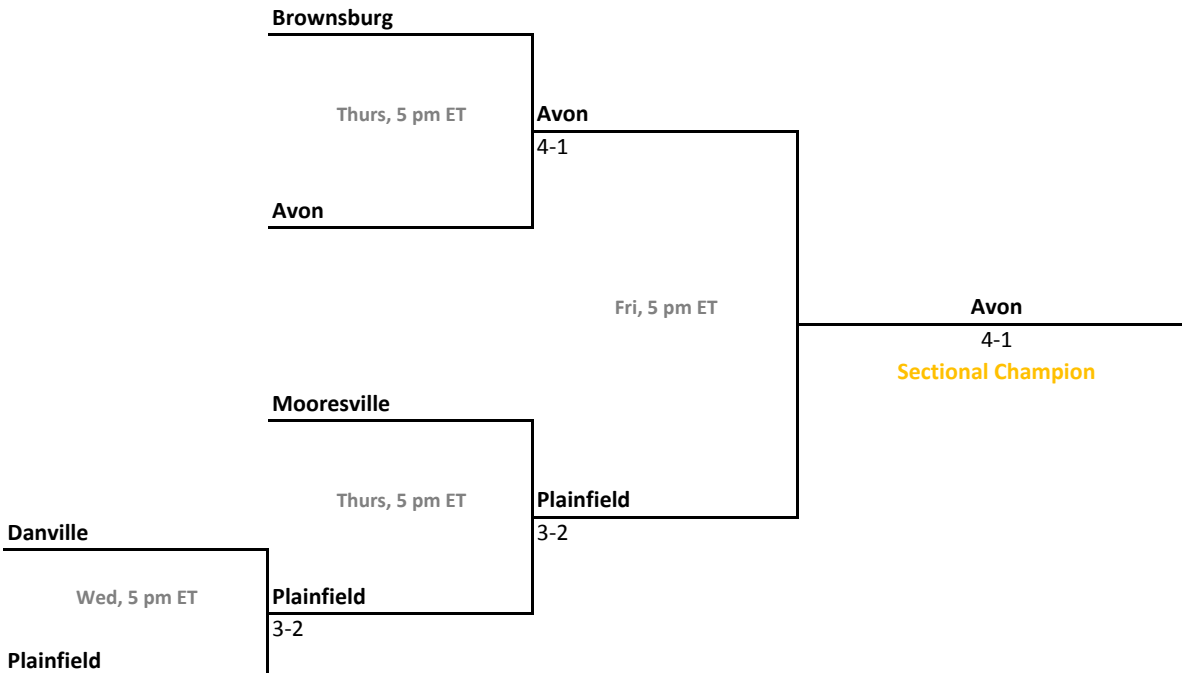 Brownsburg
Thurs, 5 pm ET
Avon
4-1
Avon
Fri, 5 pm ET
Avon
4-1
Sectional Champion
Mooresville
Thurs, 5 pm ET
Plainfield
3-2
Danville
Wed, 5 pm ET
Plainfield
3-2
Plainfield